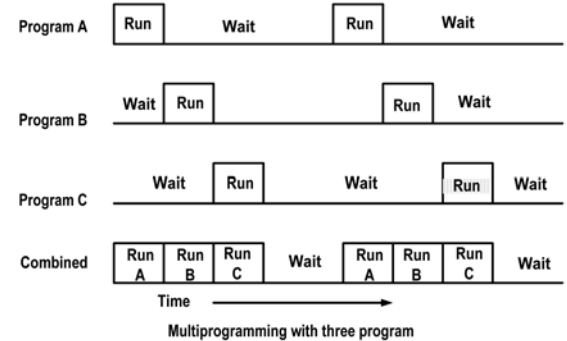 Program A Run Wait Run Wait
Program B Wait Run Run Wait
Program C Wait Run Wait Run Wait
Combined Run A Run B Run C Wait Run A Run B Run C Wait
Time
Multiprogramming with three program